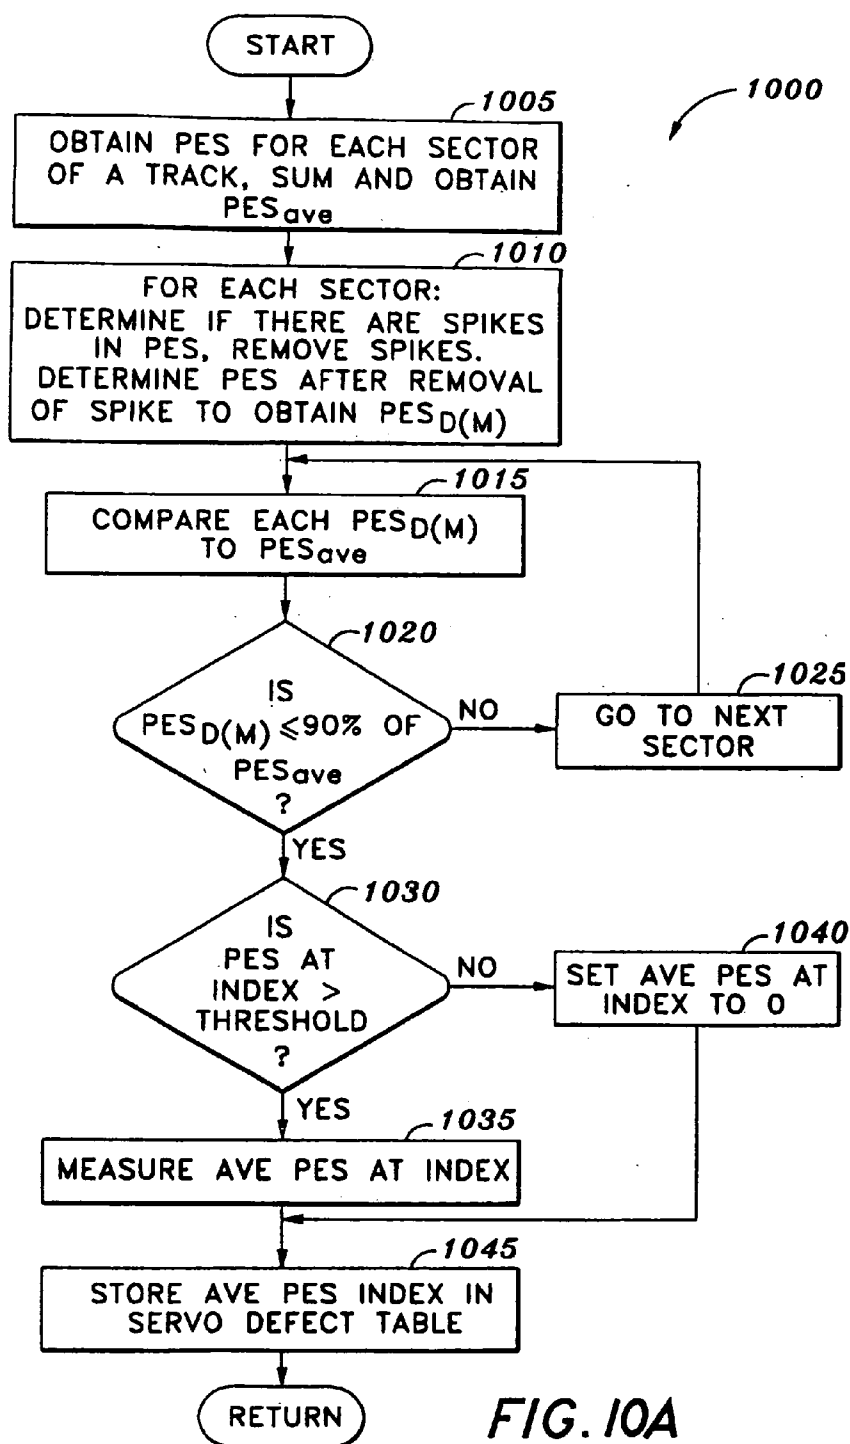 START
1000
1005
OBTAIN PES FOR EACH SECTOR
OF A TRACK, SUM AND OBTAIN
PESave
1010
FOR EACH SECTOR:
DETERMINE IF THERE ARE SPIKES
IN PES, REMOVE SPIKES.
DETERMINE PES AFTER REMOVAL
OF SPIKE TO OBTAIN PESD(M)
1015
COMPARE EACH PESD(M)
TO PESave
1020
IS
PESD(M) ≤90% OF
PESave
?
NO
1025
GO TO NEXT
SECTOR
YES
1030
IS
PES AT
INDEX >
THRESHOLD
?
NO
1040
SET AVE PES AT
INDEX TO 0
YES
1035
MEASURE AVE PES AT INDEX
1045
STORE AVE PES INDEX IN
SERVO DEFECT TABLE
RETURN
FIG. 10A